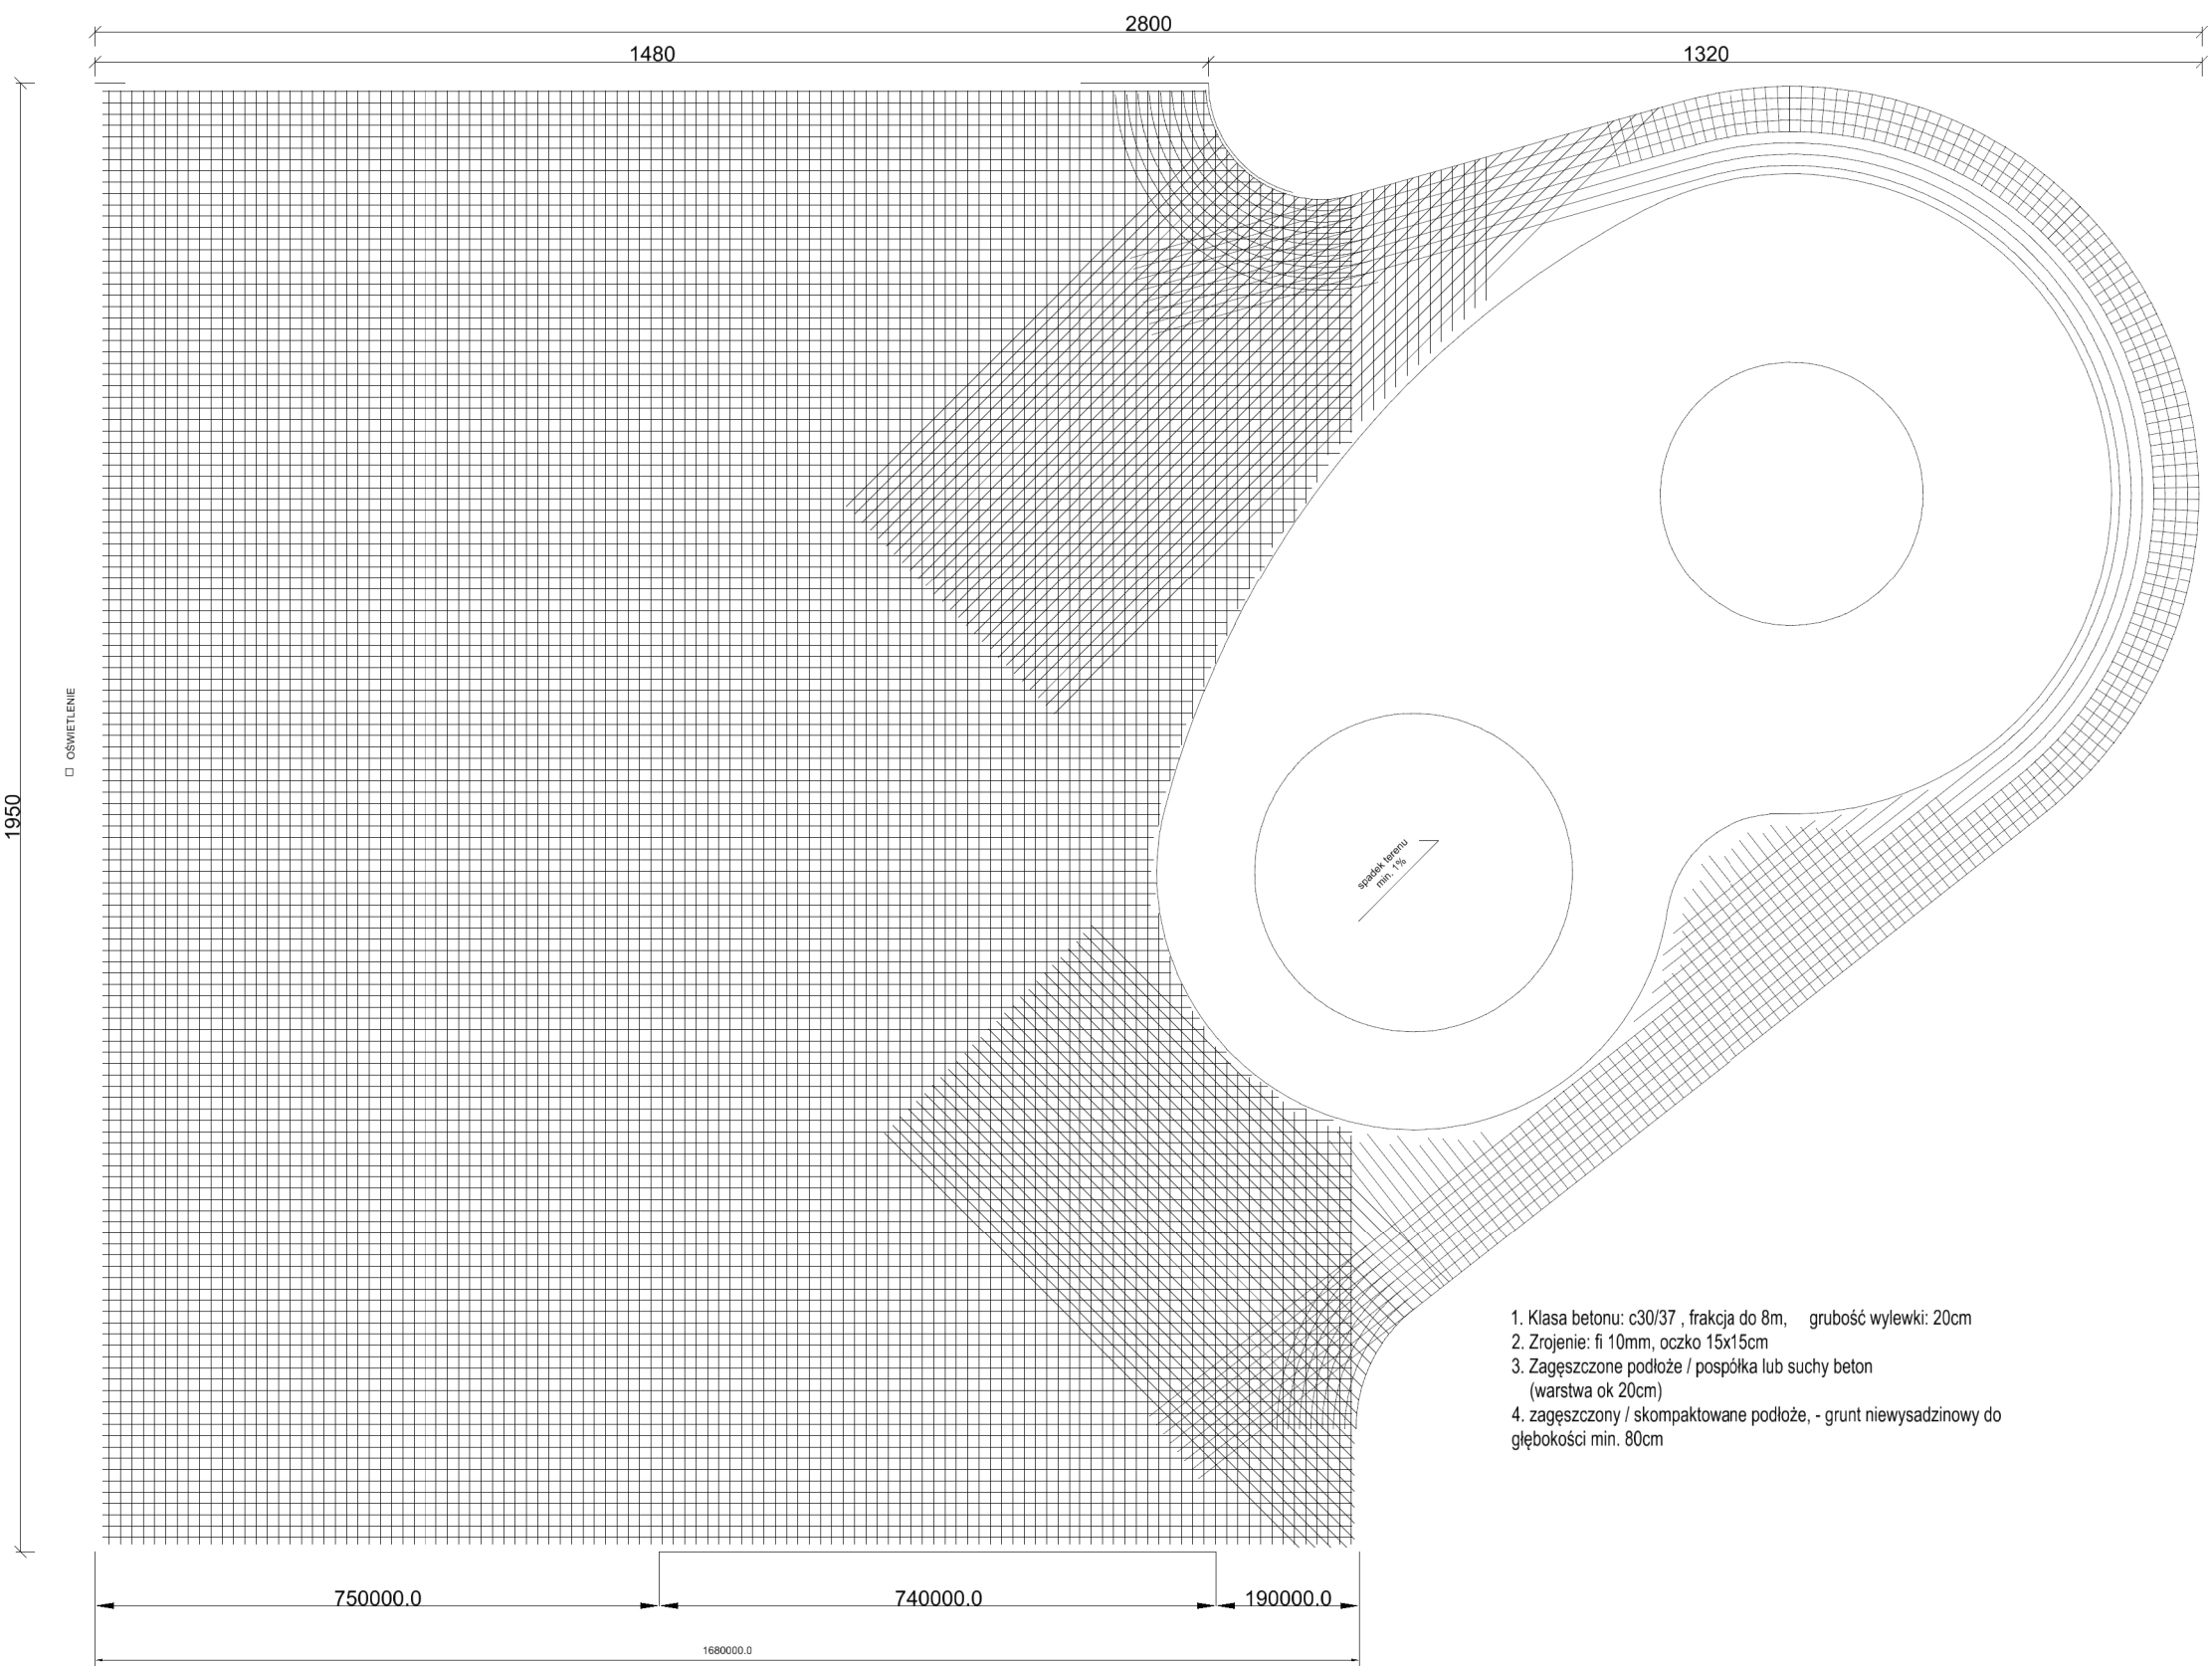 2800
1480
1320
1950
OŚWIETLENIE
spadek terenu
min. 1%
1. Klasa betonu: c30/37 , frakcja do 8m, grubość wylewki: 20cm
2. Zrojenie: fi 10mm, oczko 15x15cm
3. Zagęszczone podłoże / pospółka lub suchy beton
(warstwa ok 20cm)
4. zagęszczony / skompaktowane podłoże, - grunt niewysadzinowy do
głębokości min. 80cm
750000.0
740000.0
190000.0
1680000.0